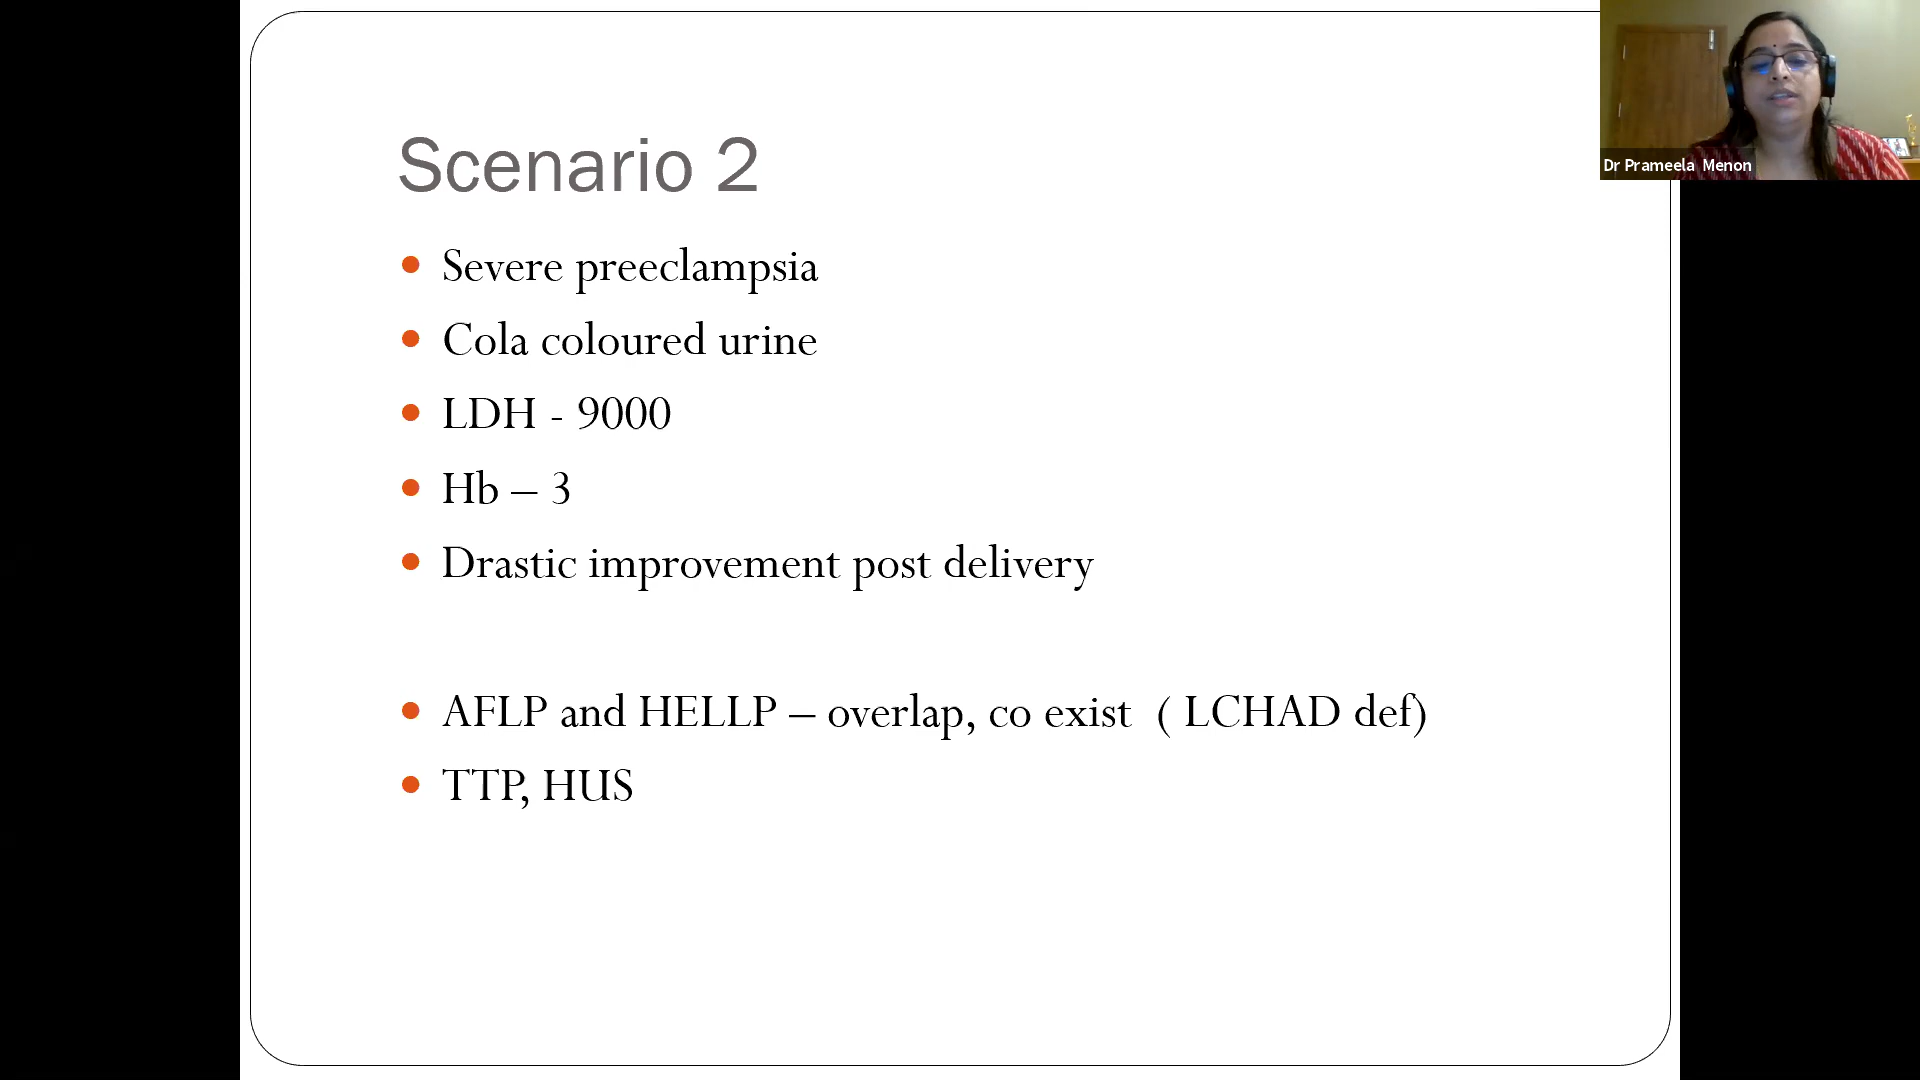 Scenario 2
Severe preeclampsia
Cola coloured urine
LDH - 9000
Hb – 3
Drastic improvement post delivery
AFLP and HELLP – overlap, co exist ( LCHAD def)
TTP, HUS
Dr Prameela Menon